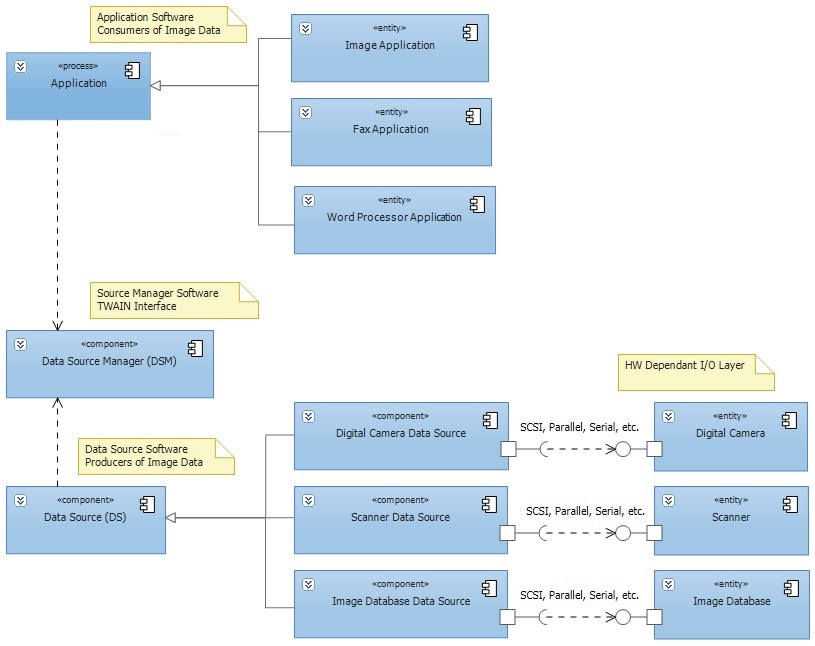 Application Software
Consumers of Image Data
«process»
Application
«entity»
Image Application
«entity»
Fax Application
«entity»
Word Processor Application
Source Manager Software
TWAIN Interface
«component»
Data Source Manager (DSM)
HW Dependant I/O Layer
Data Source Software
Producers of Image Data
«component»
Data Source (DS)
«component»
Digital Camera Data Source
SCSI, Parallel, Serial, etc.
«entity»
Digital Camera
«component»
Scanner Data Source
SCSI, Parallel, Serial, etc.
«entity»
Scanner
«component»
Image Database Data Source
SCSI, Parallel, Serial, etc.
«entity»
Image Database